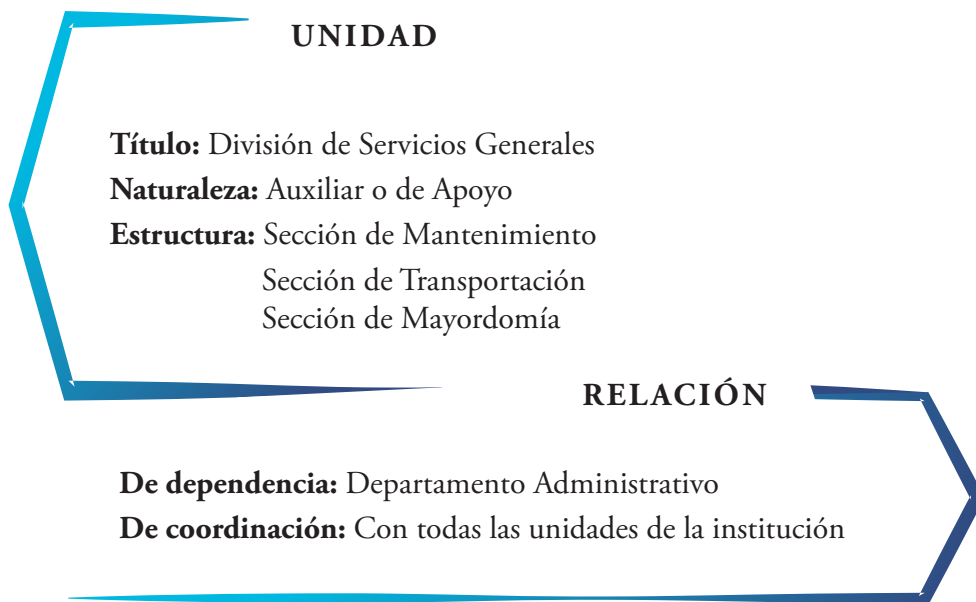 UNIDAD
Título: División de Servicios Generales
Naturaleza: Auxiliar o de Apoyo
Estructura: Sección de Mantenimiento
Sección de Transportación
Sección de Mayordomía
RELACIÓN
De dependencia: Departamento Administrativo
De coordinación: Con todas las unidades de la institución